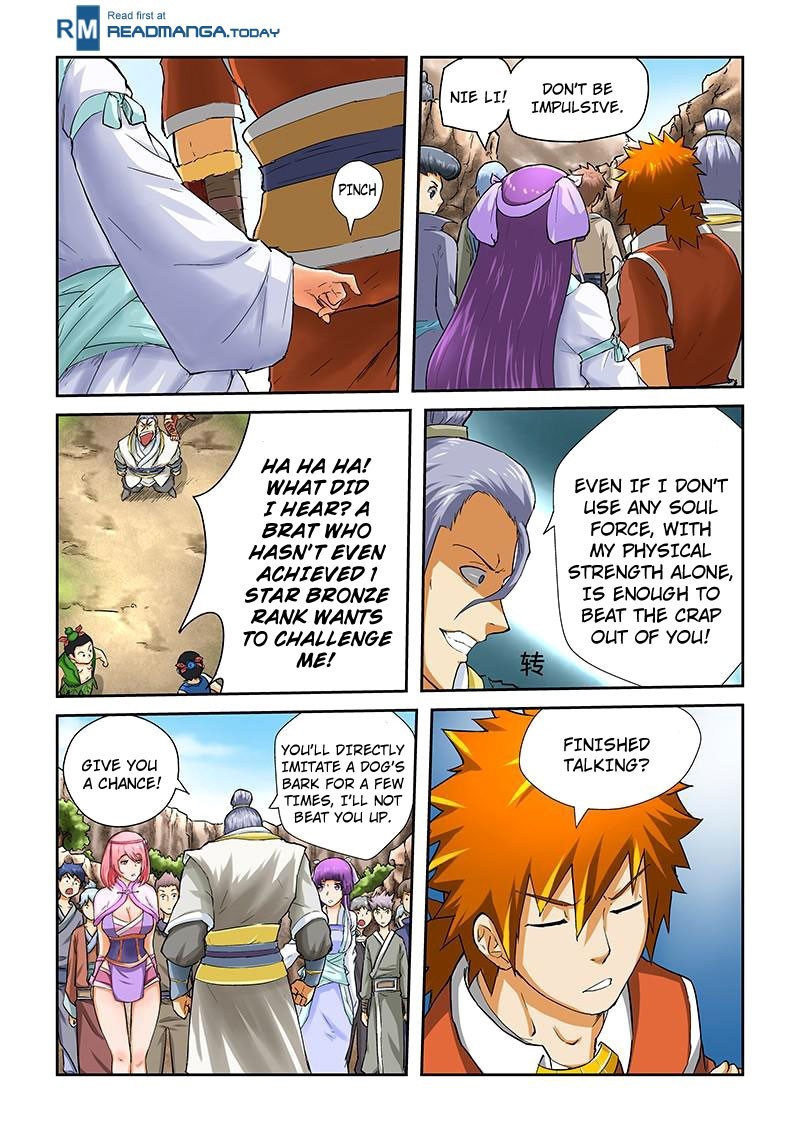 Read first at
RM READMANGA.TODAY
PINCH
NIE LI!
DON'T BE
IMPULSIVE.
HA HA HA!
WHAT DID
I HEAR? A
BRAT WHO
HASN'T EVEN
ACHIEVED 1
STAR BRONZE
RANK WANTS
TO CHALLENGE
ME!
EVEN IF I DON'T
USE ANY SOUL
FORCE, WITH
MY PHYSICAL
STRENGTH ALONE,
IS ENOUGH TO
BEAT THE CRAP
OUT OF YOU!
转
GIVE YOU
A CHANCE!
YOU'LL DIRECTLY
IMITATE A DOG'S
BARK FOR A FEW
TIMES, I'LL NOT
BEAT YOU UP.
FINISHED
TALKING?